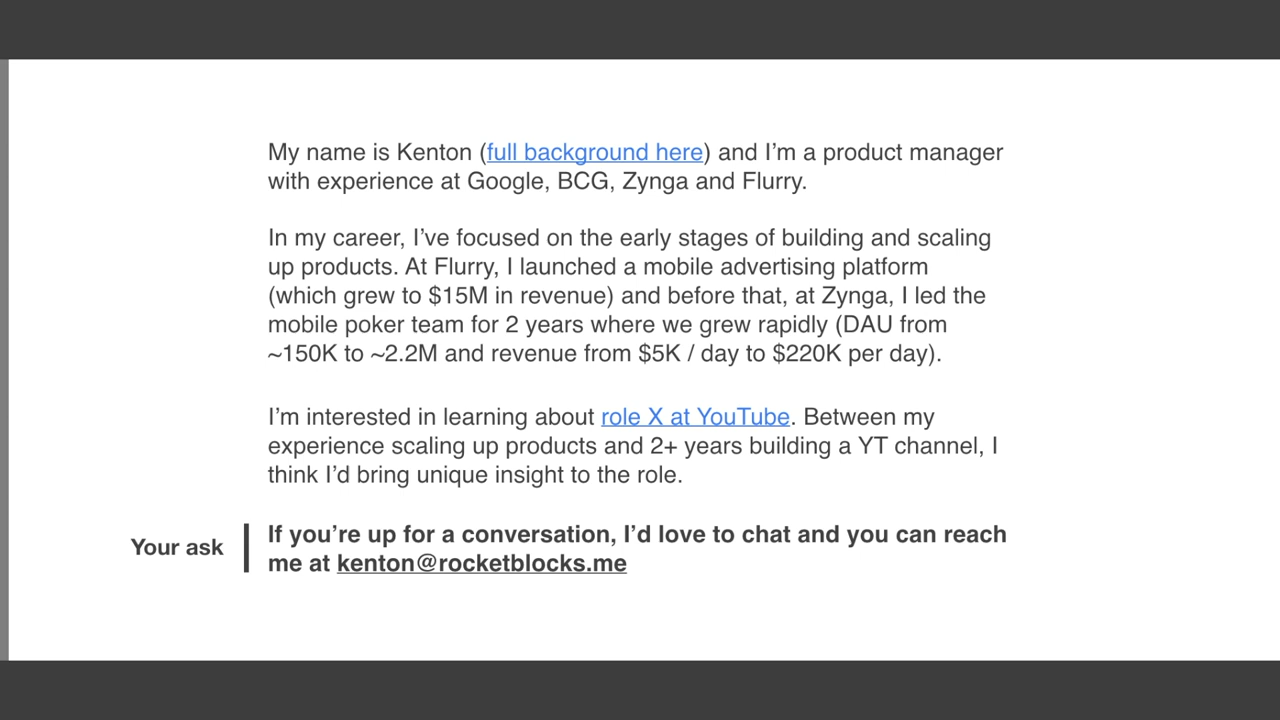 My name is Kenton (full background here) and I’m a product manager
with experience at Google, BCG, Zynga and Flurry.
In my career, I’ve focused on the early stages of building and scaling
up products. At Flurry, I launched a mobile advertising platform
(which grew to $15M in revenue) and before that, at Zynga, I led the
mobile poker team for 2 years where we grew rapidly (DAU from
~150K to ~2.2M and revenue from $5K / day to $220K per day).
I’m interested in learning about role X at YouTube. Between my
experience scaling up products and 2+ years building a YT channel, I
think I’d bring unique insight to the role.
Your ask
If you’re up for a conversation, I’d love to chat and you can reach
me at kenton@rocketblocks.me